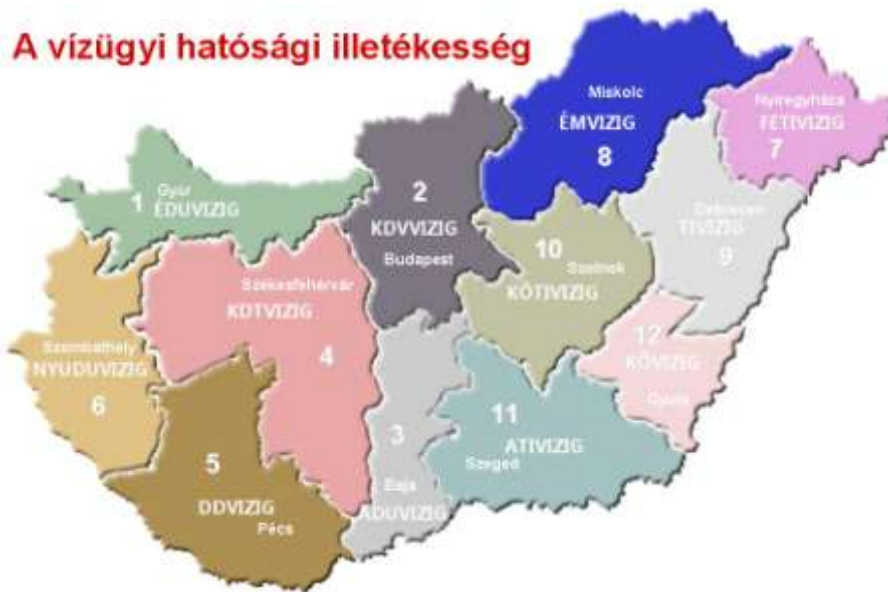 A vízügyi hatósági illetékesség
Miskolc
ÉMVIZIG
8
Nyíregyháza
FETIVIZIG
7
1
Győr
ÉDUVIZIG
2
KDVVIZIG
Budapest
Debrecen
TIVIZIG
9
10
Szolnok
KÖTIVIZIG
Székesfehérvár
KDTVIZIG
4
Szombathely
NYUDUVIZIG
6
12
KÖVIZIG
Gyula
11
ATIVIZIG
Szeged
3
Baja
ADUVIZIG
5
DDVIZIG
Pécs